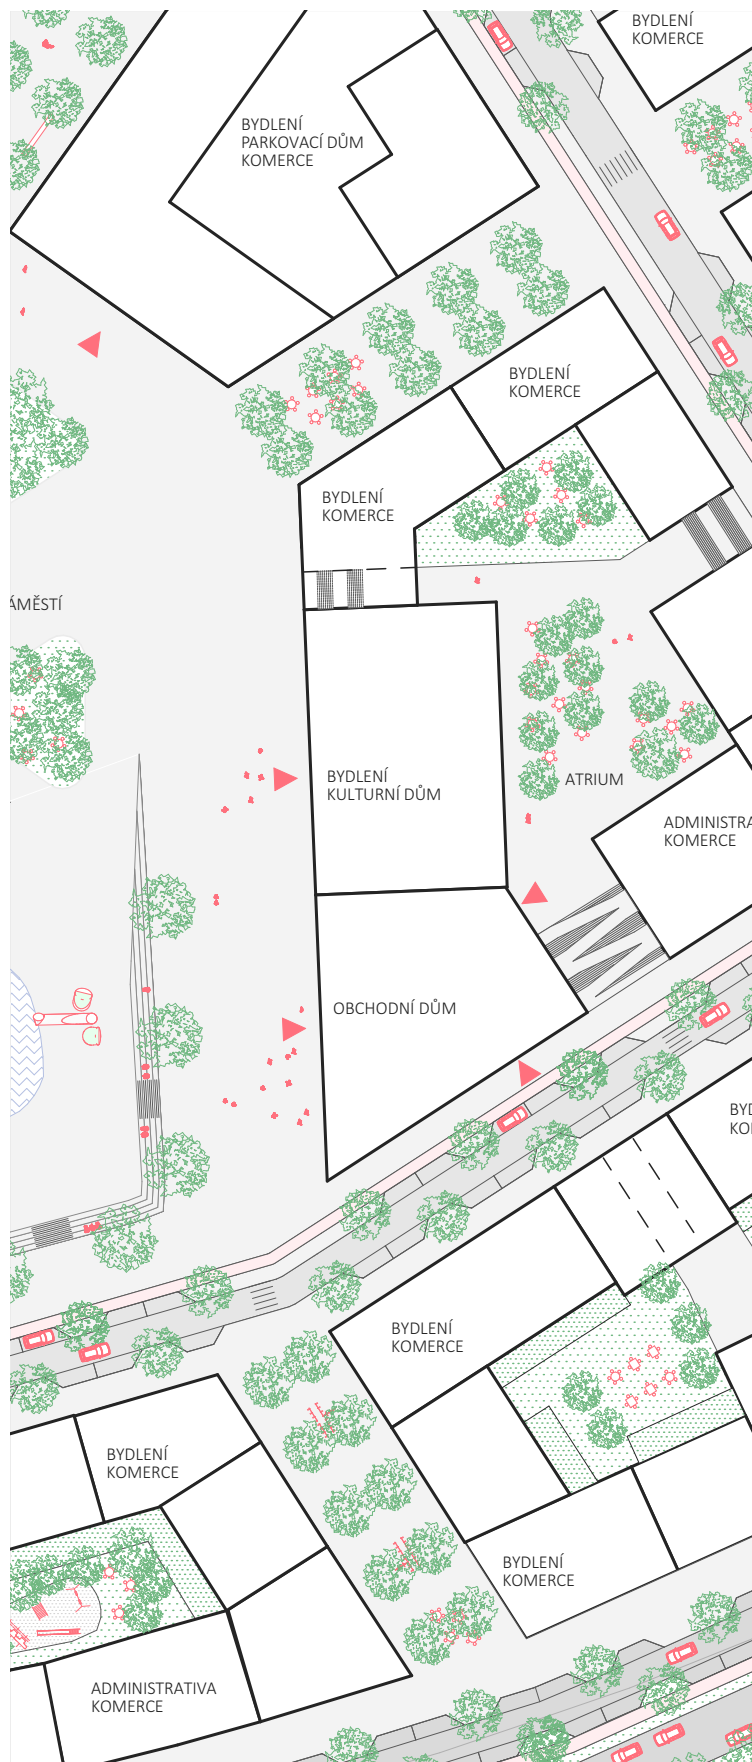 BYDLENÍ
KOMERCE
BYDLENÍ
PARKOVACÍ DŮM
KOMERCE
BYDLENÍ
KOMERCE
BYDLENÍ
KOMERCE
ÁMĚSTÍ
BYDLENÍ
KULTURNÍ DŮM
ATRIUM
ADMINISTRA
KOMERCE
OBCHODNÍ DŮM
BYD
KO
BYDLENÍ
KOMERCE
BYDLENÍ
KOMERCE
BYDLENÍ
KOMERCE
ADMINISTRATIVA
KOMERCE